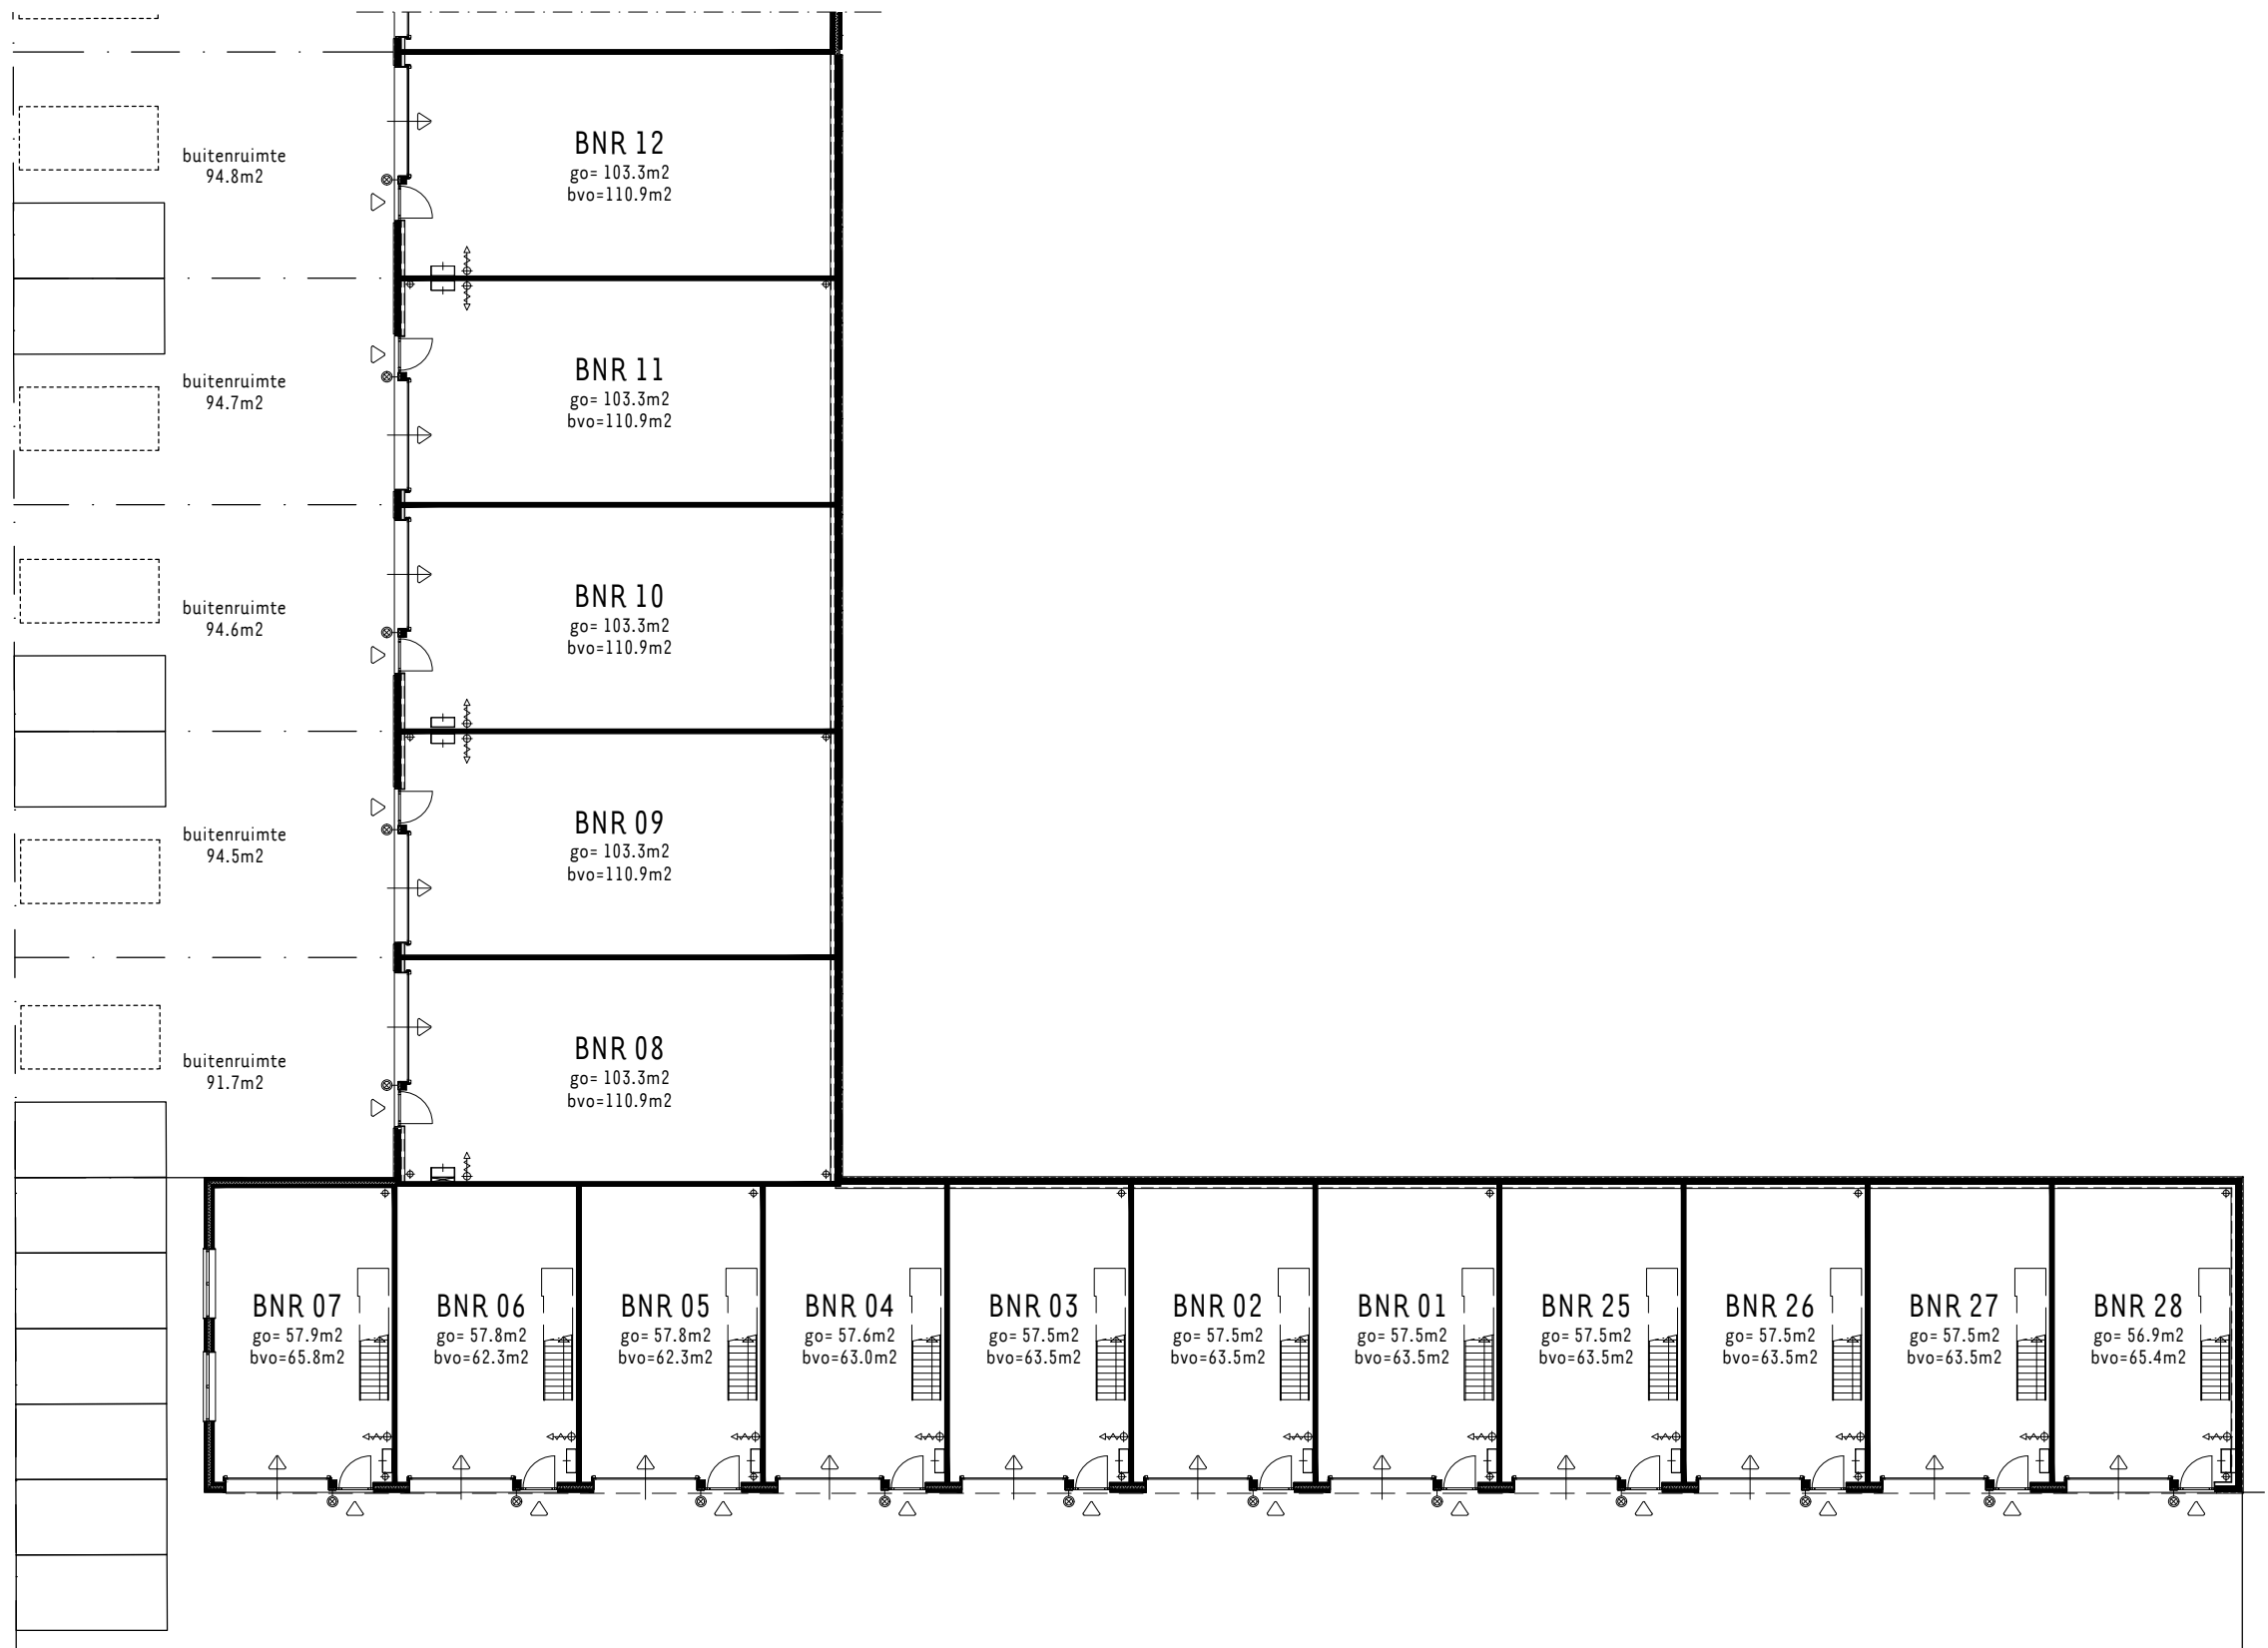 buitenruimte
94.8m2
BNR 12
go= 103.3m2
bvo=110.9m2
buitenruimte
94.7m2
BNR 11
go= 103.3m2
bvo=110.9m2
buitenruimte
94.6m2
BNR 10
go= 103.3m2
bvo=110.9m2
buitenruimte
94.5m2
BNR 09
go= 103.3m2
bvo=110.9m2
buitenruimte
91.7m2
BNR 08
go= 103.3m2
bvo=110.9m2
BNR 07
go= 57.9m2
bvo=65.8m2
BNR 06
go= 57.8m2
bvo=62.3m2
BNR 05
go= 57.8m2
bvo=62.3m2
BNR 04
go= 57.6m2
bvo=63.0m2
BNR 03
go= 57.5m2
bvo=63.5m2
BNR 02
go= 57.5m2
bvo=63.5m2
BNR 01
go= 57.5m2
bvo=63.5m2
BNR 25
go= 57.5m2
bvo=63.5m2
BNR 26
go= 57.5m2
bvo=63.5m2
BNR 27
go= 57.5m2
bvo=63.5m2
BNR 28
go= 56.9m2
bvo=65.4m2